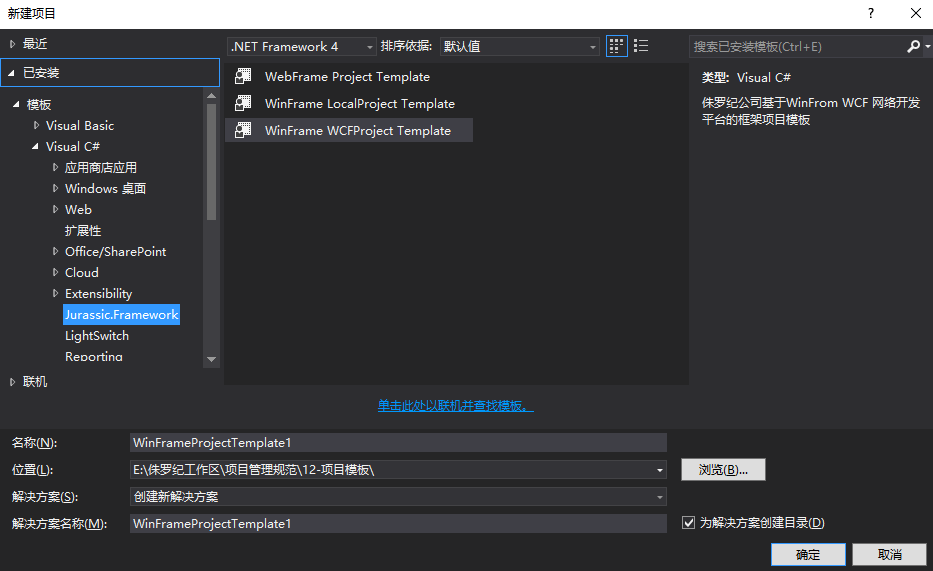 新建项目
?
最近
.NET Framework 4
排序依据:
默认值
搜索已安装模板(Ctrl+E)
已安装
模板
Visual Basic
Visual C#
应用商店应用
Windows 桌面
Web
扩展性
Office/SharePoint
Cloud
Extensibility
Jurassic.Framework
LightSwitch
Reporting
联机
WebFrame Project Template
WinFrame LocalProject Template
WinFrame WCFProject Template
类型: Visual C#
侏罗纪公司基于WinFrom WCF 网络开发
平台的框架项目模板
单击此处以联机并查找模板。
名称(N):
WinFrameProjectTemplate1
位置(L):
E:\侏罗纪工作区\项目管理规范\12-项目模板\
浏览(B)...
解决方案(S):
创建新解决方案
解决方案名称(M):
WinFrameProjectTemplate1
为解决方案创建目录(D)
确定
取消